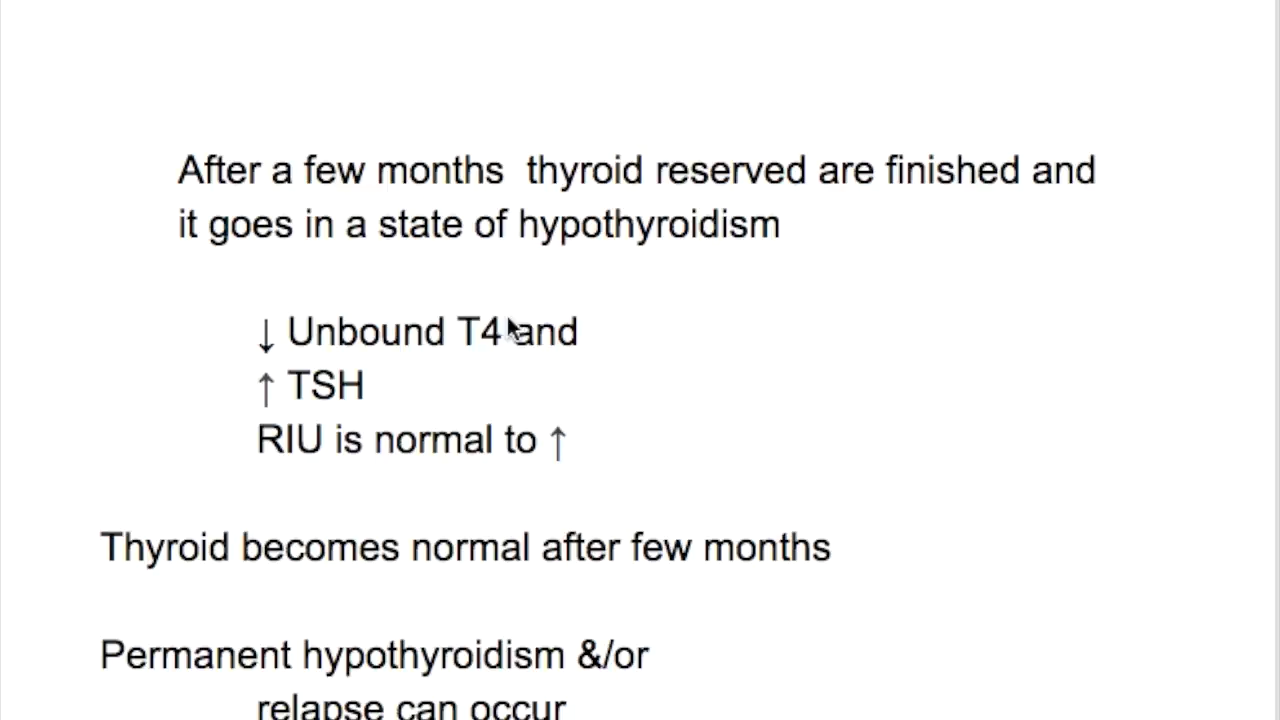 After a few months  thyroid reserved are finished and
it goes in a state of hypothyroidism
↓ Unbound T4 and
↑ TSH
RIU is normal to ↑
Thyroid becomes normal after few months
Permanent hypothyroidism &/or
relapse can occur